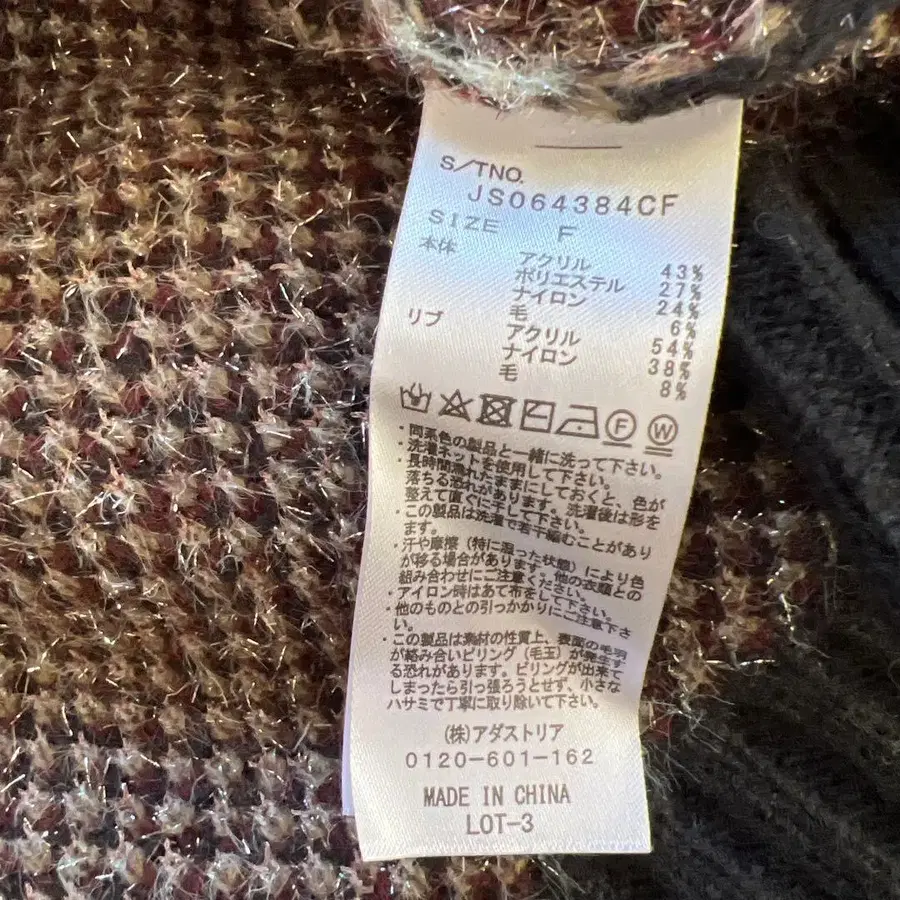 S/TNO.
JS064384CF
SIZE F
本体 アクリル 43%
ポリエステル 27%
ナイロン 24%
毛 6%
リブ アクリル 54%
ナイロン 38%
毛 8%
W
・同系色の製品と一緒に洗って下さい。
・洗濯ネットを使用して下さい。
・長時間濡れたままにしておくと、色が
落ちる恐れがあります。洗濯後は形を
整えて直ぐに干して下さい。
・この製品は洗濯で若干縮むことがあり
ます。
・汗や摩擦(特に湿った状態)により色
が移る場合があります。他の衣類との
組み合わせにご注意ください。
・アイロン時はあて布をして下さい。
・他のものとの引っかかりにご注意下さ
い。
・この製品は素材の性質上、表面の毛羽
が絡み合いピリング(毛玉)が発生す
る恐れがあります。ピリングが出来て
しまったら引っ張ろうとせず、小さな
ハサミで丁寧に取り除いて下さい。
(株)アダストリア
0120-601-162
MADE IN CHINA
LOT-3